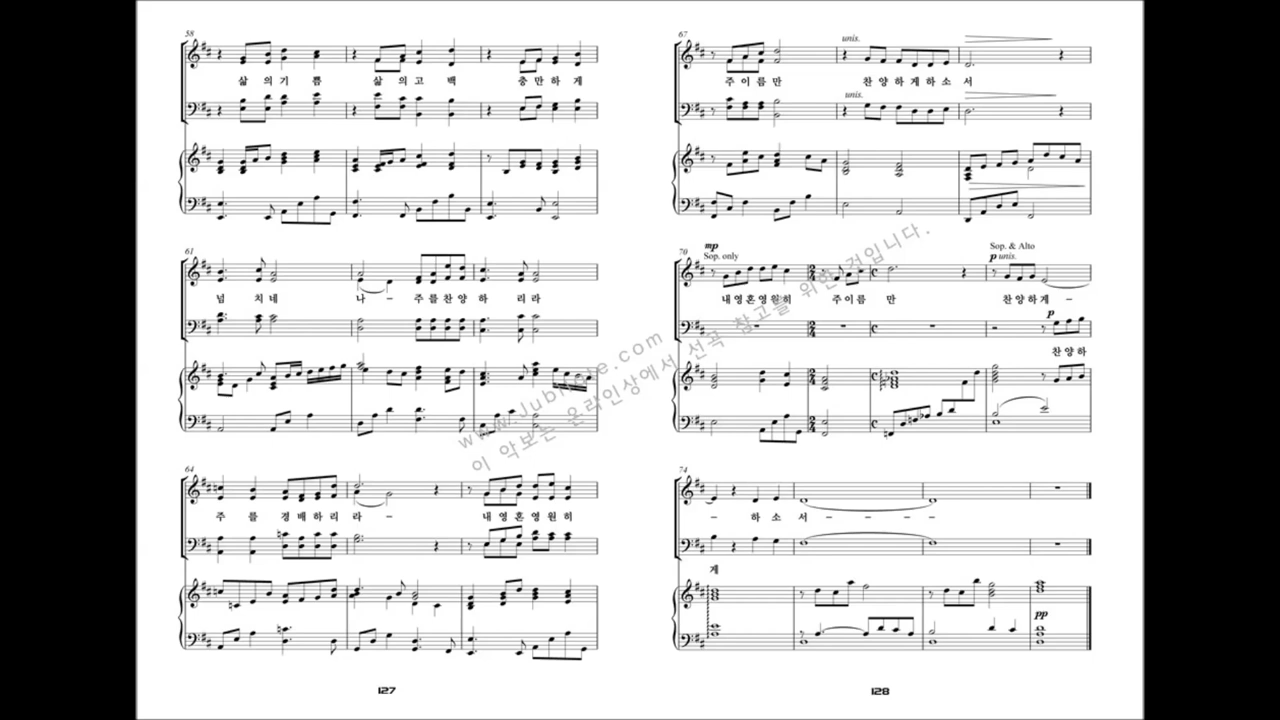 58
삶 의 기 쁨 삶 의 고 백 충 만 하 게
61
넘 치 네 나 - 주 를 찬 양 하 리 라
64
주 를 경 배 하 리 라 - 내 영 혼 영 원 히
127
67
unis.
주 이 름 만 찬 양 하 게 하 소 서
unis.
70
mp
Sop. only
Sop. & Alto
p unis.
내 영 혼 영 원 히 주 이 름 만 찬 양 하 게 -
p
찬 양 하
74
- 하 소 서 - - - -
게
pp
128
www.Jubilate.com
이 악보는 온라인상에서 선곡 참고를 위한 것입니다.